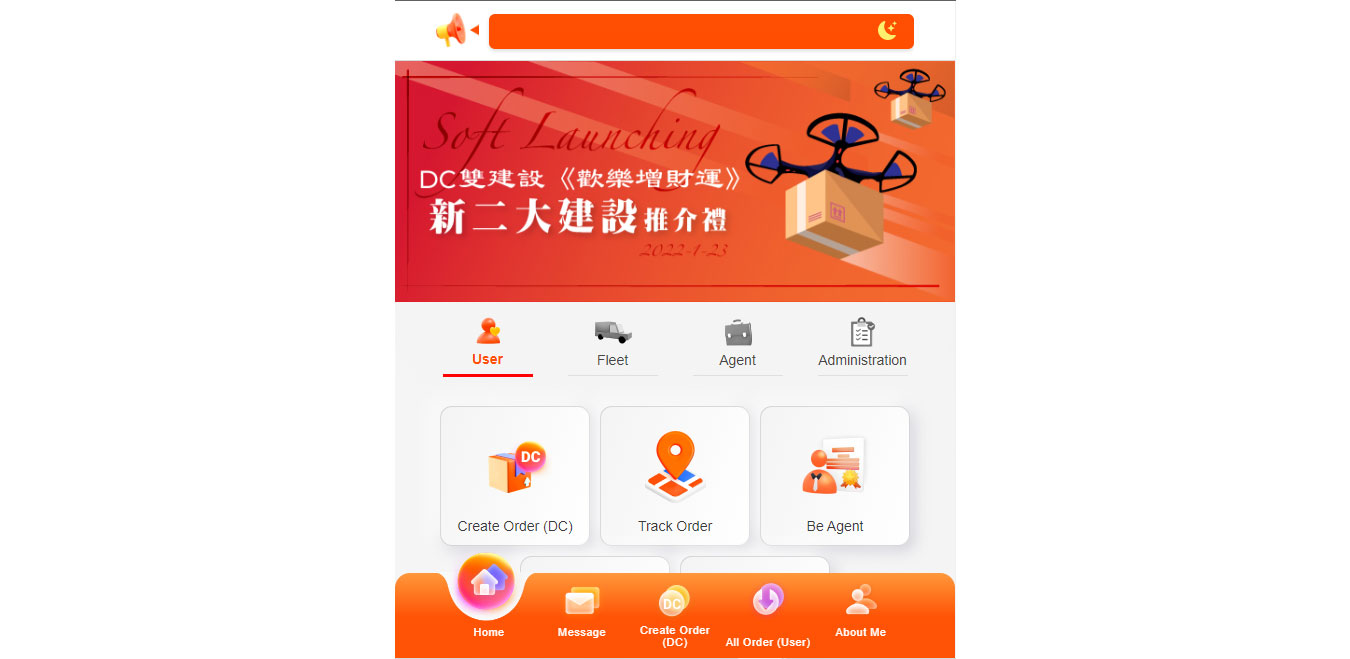 Soft Launching
DC雙建設《歡樂增財運》
新二大建設推介禮
2022-1-23
User
Fleet
Agent
Administration
DC
Create Order (DC)
Track Order
Be Agent
Home
Message
DC
Create Order
(DC)
All Order (User)
About Me